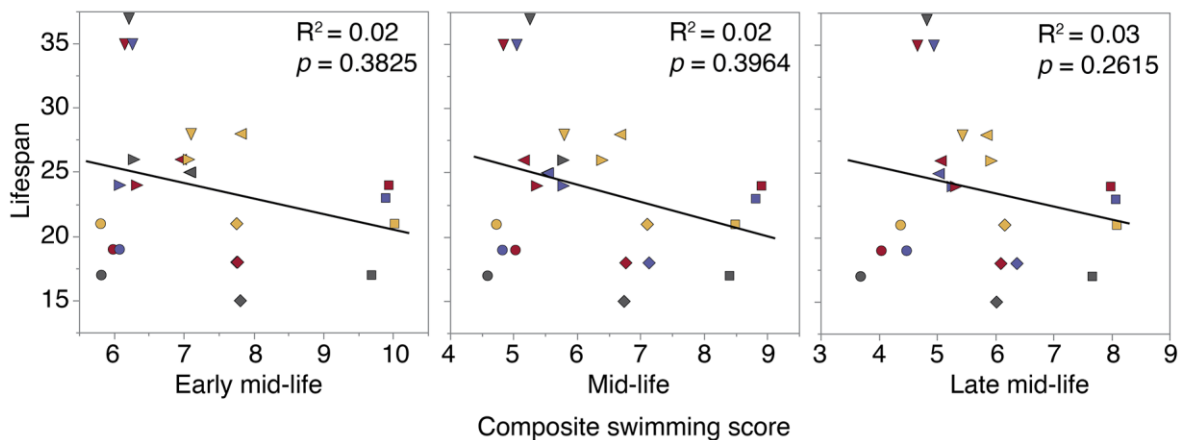 R² = 0.02
p = 0.3825
R² = 0.02
p = 0.3964
R² = 0.03
p = 0.2615
35
30
25
20
15
Lifespan
6 7 8 9 10
4 5 6 7 8 9
3 4 5 6 7 8 9
Early mid-life
Mid-life
Late mid-life
Composite swimming score